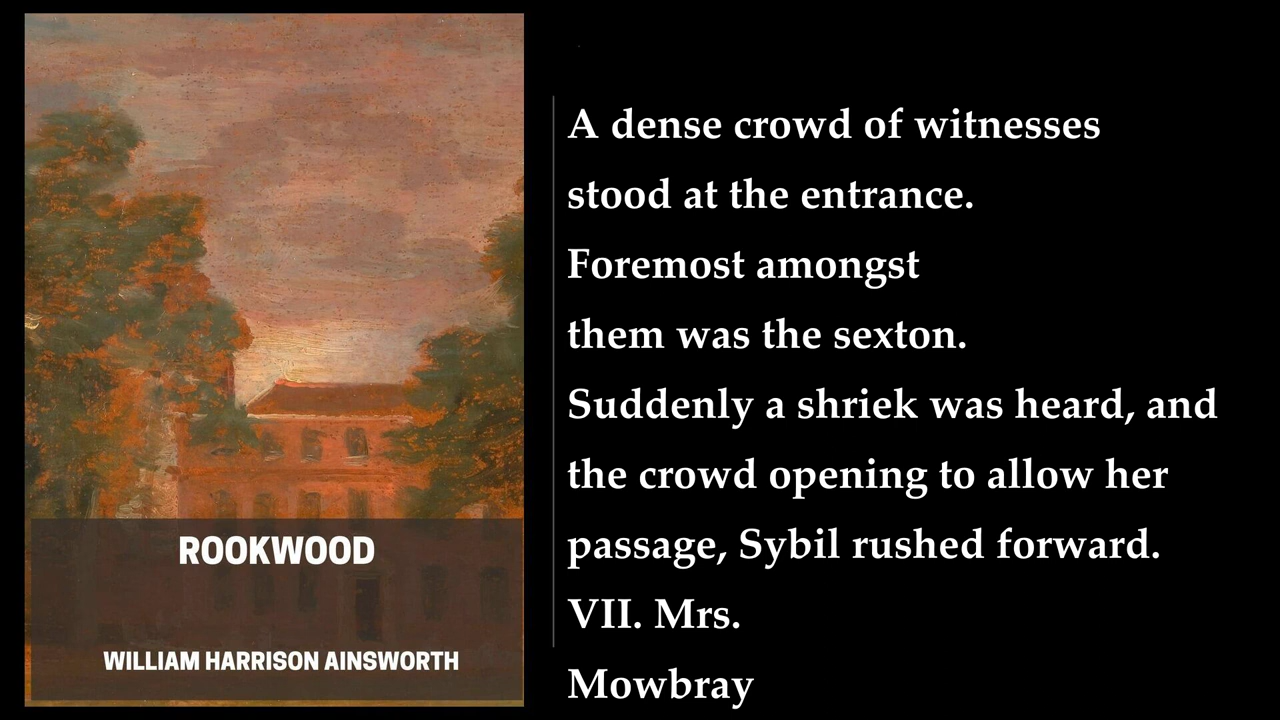 ROOKWOOD
WILLIAM HARRISON AINSWORTH
A dense crowd of witnesses
stood at the entrance.
Foremost amongst
them was the sexton.
Suddenly a shriek was heard, and
the crowd opening to allow her
passage, Sybil rushed forward.
VII. Mrs.
Mowbray